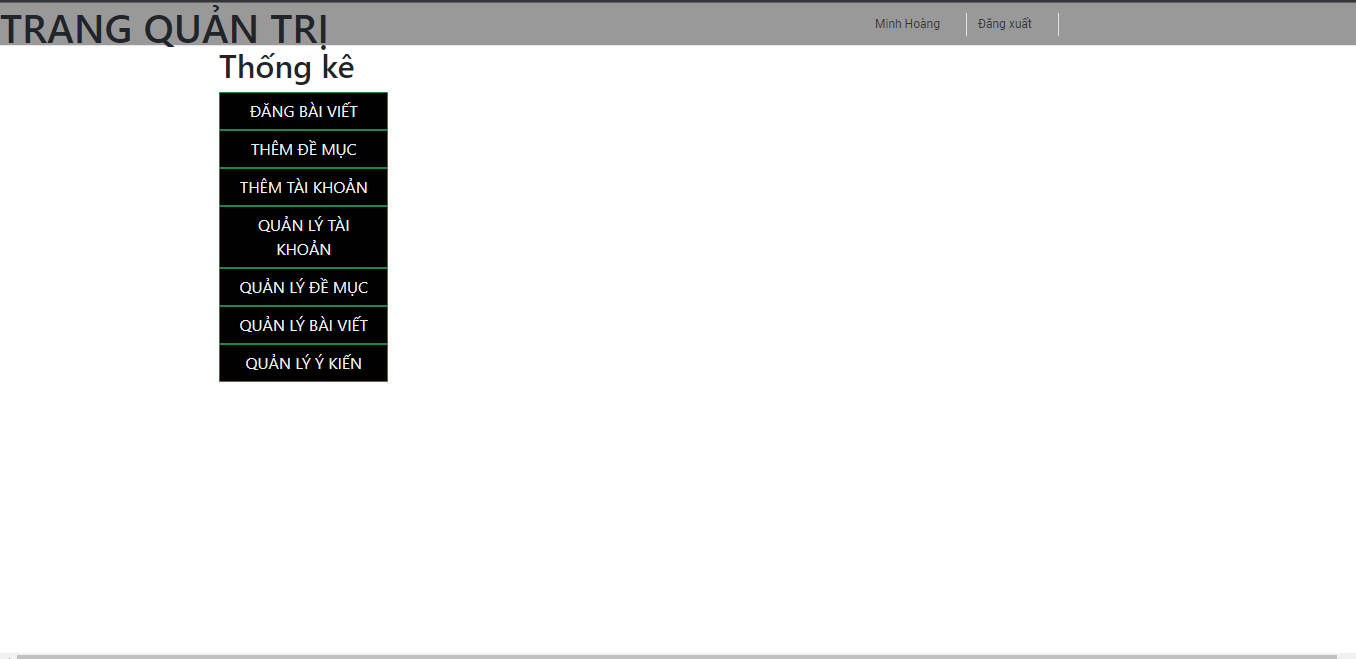 TRANG QUẢN TRỊ
Minh Hoàng
Đăng xuất
Thống kê
ĐĂNG BÀI VIẾT
THÊM ĐỀ MỤC
THÊM TÀI KHOẢN
QUẢN LÝ TÀI
KHOẢN
QUẢN LÝ ĐỀ MỤC
QUẢN LÝ BÀI VIẾT
QUẢN LÝ Ý KIẾN